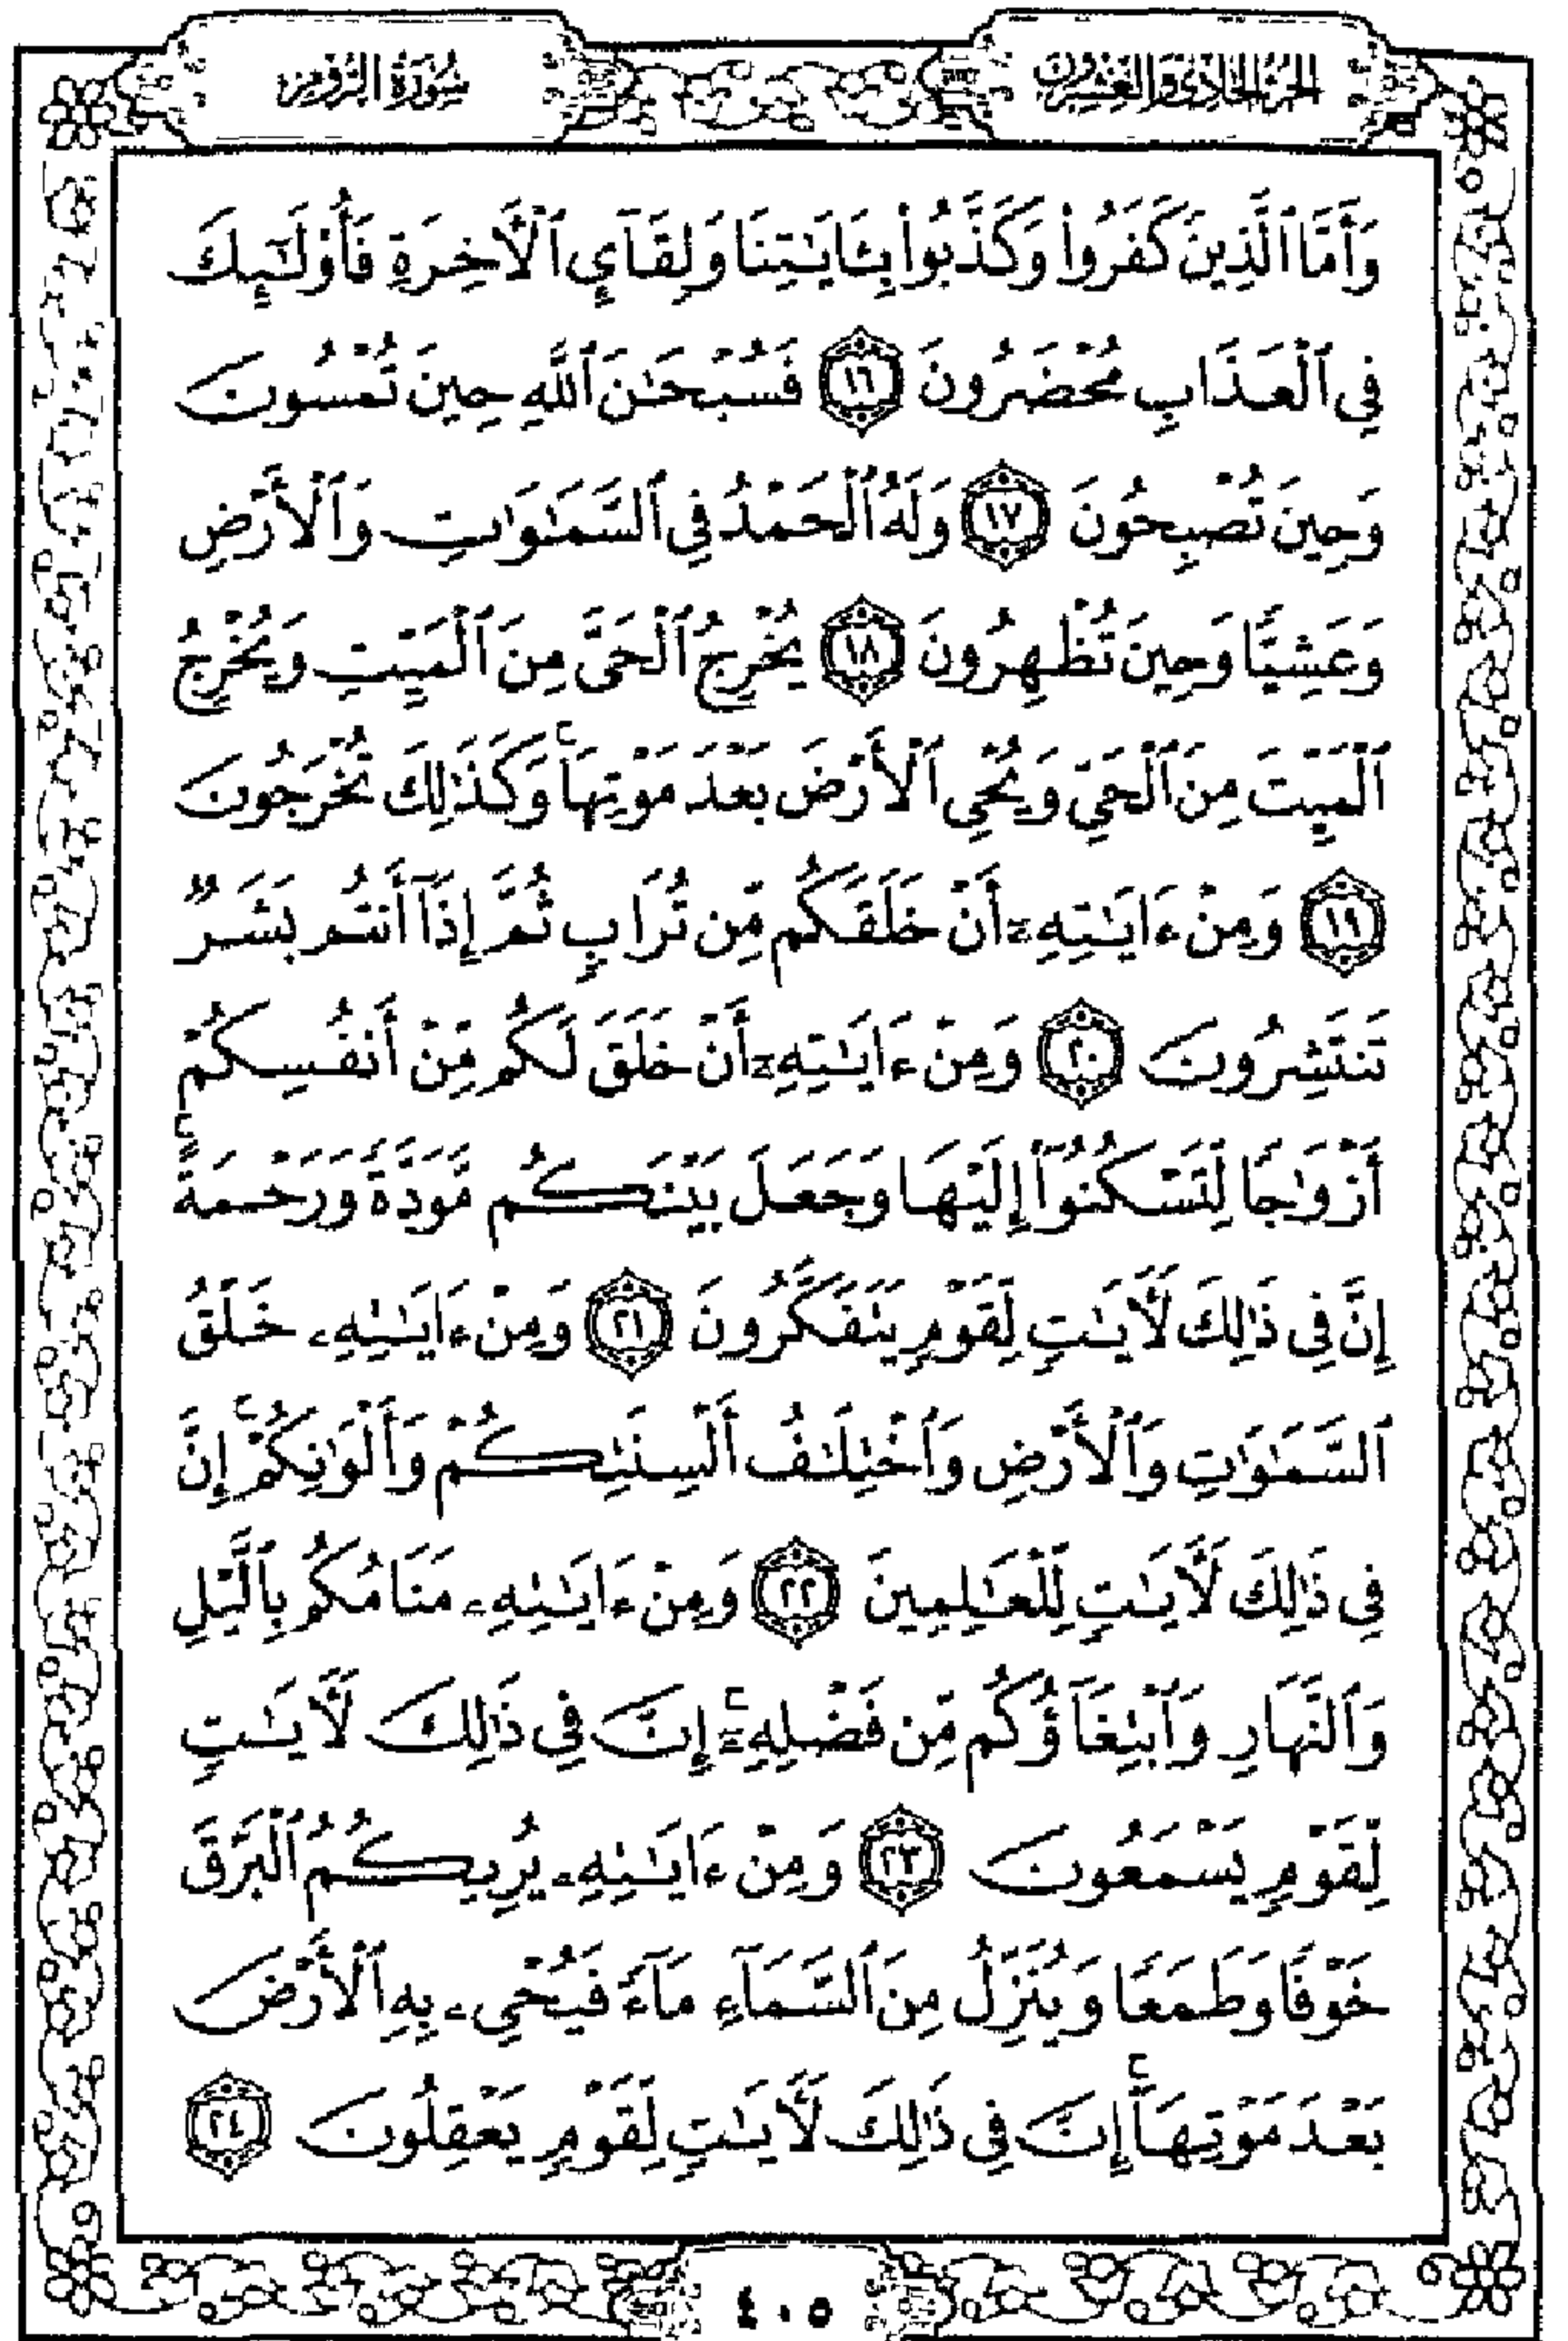 الجزء الحادي والعشرون
سورة الروم
وَأَمَّا ٱلَّذِينَ كَفَرُوا۟ وَكَذَّبُوا۟ بِـَٔايَـٰتِنَا وَلِقَآئِ ٱلْـَٔاخِرَةِ فَأُو۟لَـٰٓئِكَ
فِى ٱلْعَذَابِ مُحْضَرُونَ ١٦ فَسُبْحَـٰنَ ٱللَّهِ حِينَ تُمْسُونَ
وَحِينَ تُصْبِحُونَ ١٧ وَلَهُ ٱلْحَمْدُ فِى ٱلسَّمَـٰوَٰتِ وَٱلْأَرْضِ
وَعَشِيًّا وَحِينَ تُظْهِرُونَ ١٨ يُخْرِجُ ٱلْحَىَّ مِنَ ٱلْمَيِّتِ وَيُخْرِجُ
ٱلْمَيِّتَ مِنَ ٱلْحَىِّ وَيُحْىِ ٱلْأَرْضَ بَعْدَ مَوْتِهَا ۚ وَكَذَٰلِكَ تُخْرَجُونَ
١٩ وَمِنْ ءَايَـٰتِهِۦٓ أَنْ خَلَقَكُم مِّن تُرَابٍ ثُمَّ إِذَآ أَنتُم بَشَرٌ
تَنتَشِرُونَ ٢٠ وَمِنْ ءَايَـٰتِهِۦٓ أَنْ خَلَقَ لَكُم مِّنْ أَنفُسِكُمْ
أَزْوَٰجًا لِّتَسْكُنُوٓا۟ إِلَيْهَا وَجَعَلَ بَيْنَكُم مَّوَدَّةً وَرَحْمَةً ۚ
إِنَّ فِى ذَٰلِكَ لَـَٔايَـٰتٍ لِّقَوْمٍ يَتَفَكَّرُونَ ٢١ وَمِنْ ءَايَـٰتِهِۦ خَلْقُ
ٱلسَّمَـٰوَٰتِ وَٱلْأَرْضِ وَٱخْتِلَـٰفُ أَلْسِنَتِكُمْ وَأَلْوَٰنِكُمْ ۚ إِنَّ
فِى ذَٰلِكَ لَـَٔايَـٰتٍ لِّلْعَـٰلِمِينَ ٢٢ وَمِنْ ءَايَـٰتِهِۦ مَنَامُكُم بِٱلَّيْلِ
وَٱلنَّهَارِ وَٱبْتِغَآؤُكُم مِّن فَضْلِهِۦٓ ۚ إِنَّ فِى ذَٰلِكَ لَـَٔايَـٰتٍ
لِّقَوْمٍ يَسْمَعُونَ ٢٣ وَمِنْ ءَايَـٰتِهِۦ يُرِيكُمُ ٱلْبَرْقَ
خَوْفًا وَطَمَعًا وَيُنَزِّلُ مِنَ ٱلسَّمَآءِ مَآءً فَيُحْىِۦ بِهِ ٱلْأَرْضَ
بَعْدَ مَوْتِهَآ ۚ إِنَّ فِى ذَٰلِكَ لَـَٔايَـٰتٍ لِّقَوْمٍ يَعْقِلُونَ ٢٤
٤٠٥